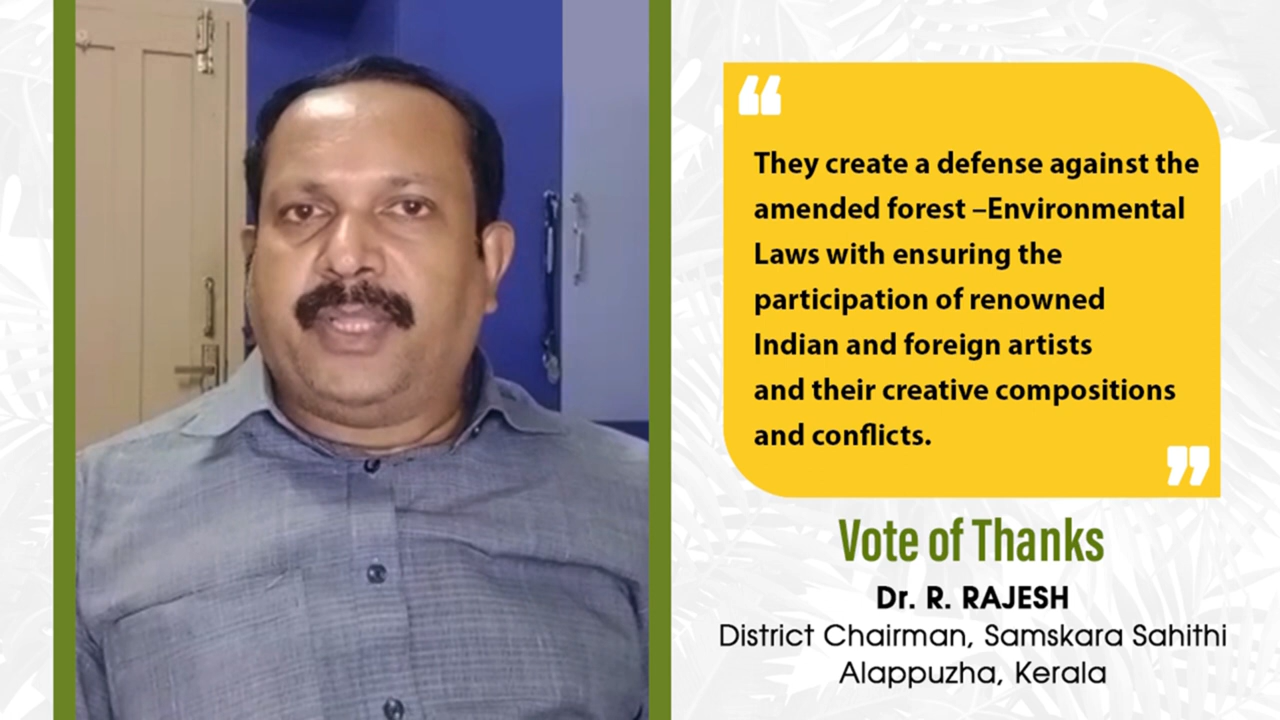 “
They create a defense against the
amended forest –Environmental
Laws with ensuring the
participation of renowned
Indian and foreign artists
and their creative compositions
and conflicts.
”
Vote of Thanks
Dr. R. RAJESH
District Chairman, Samskara Sahithi
Alappuzha, Kerala